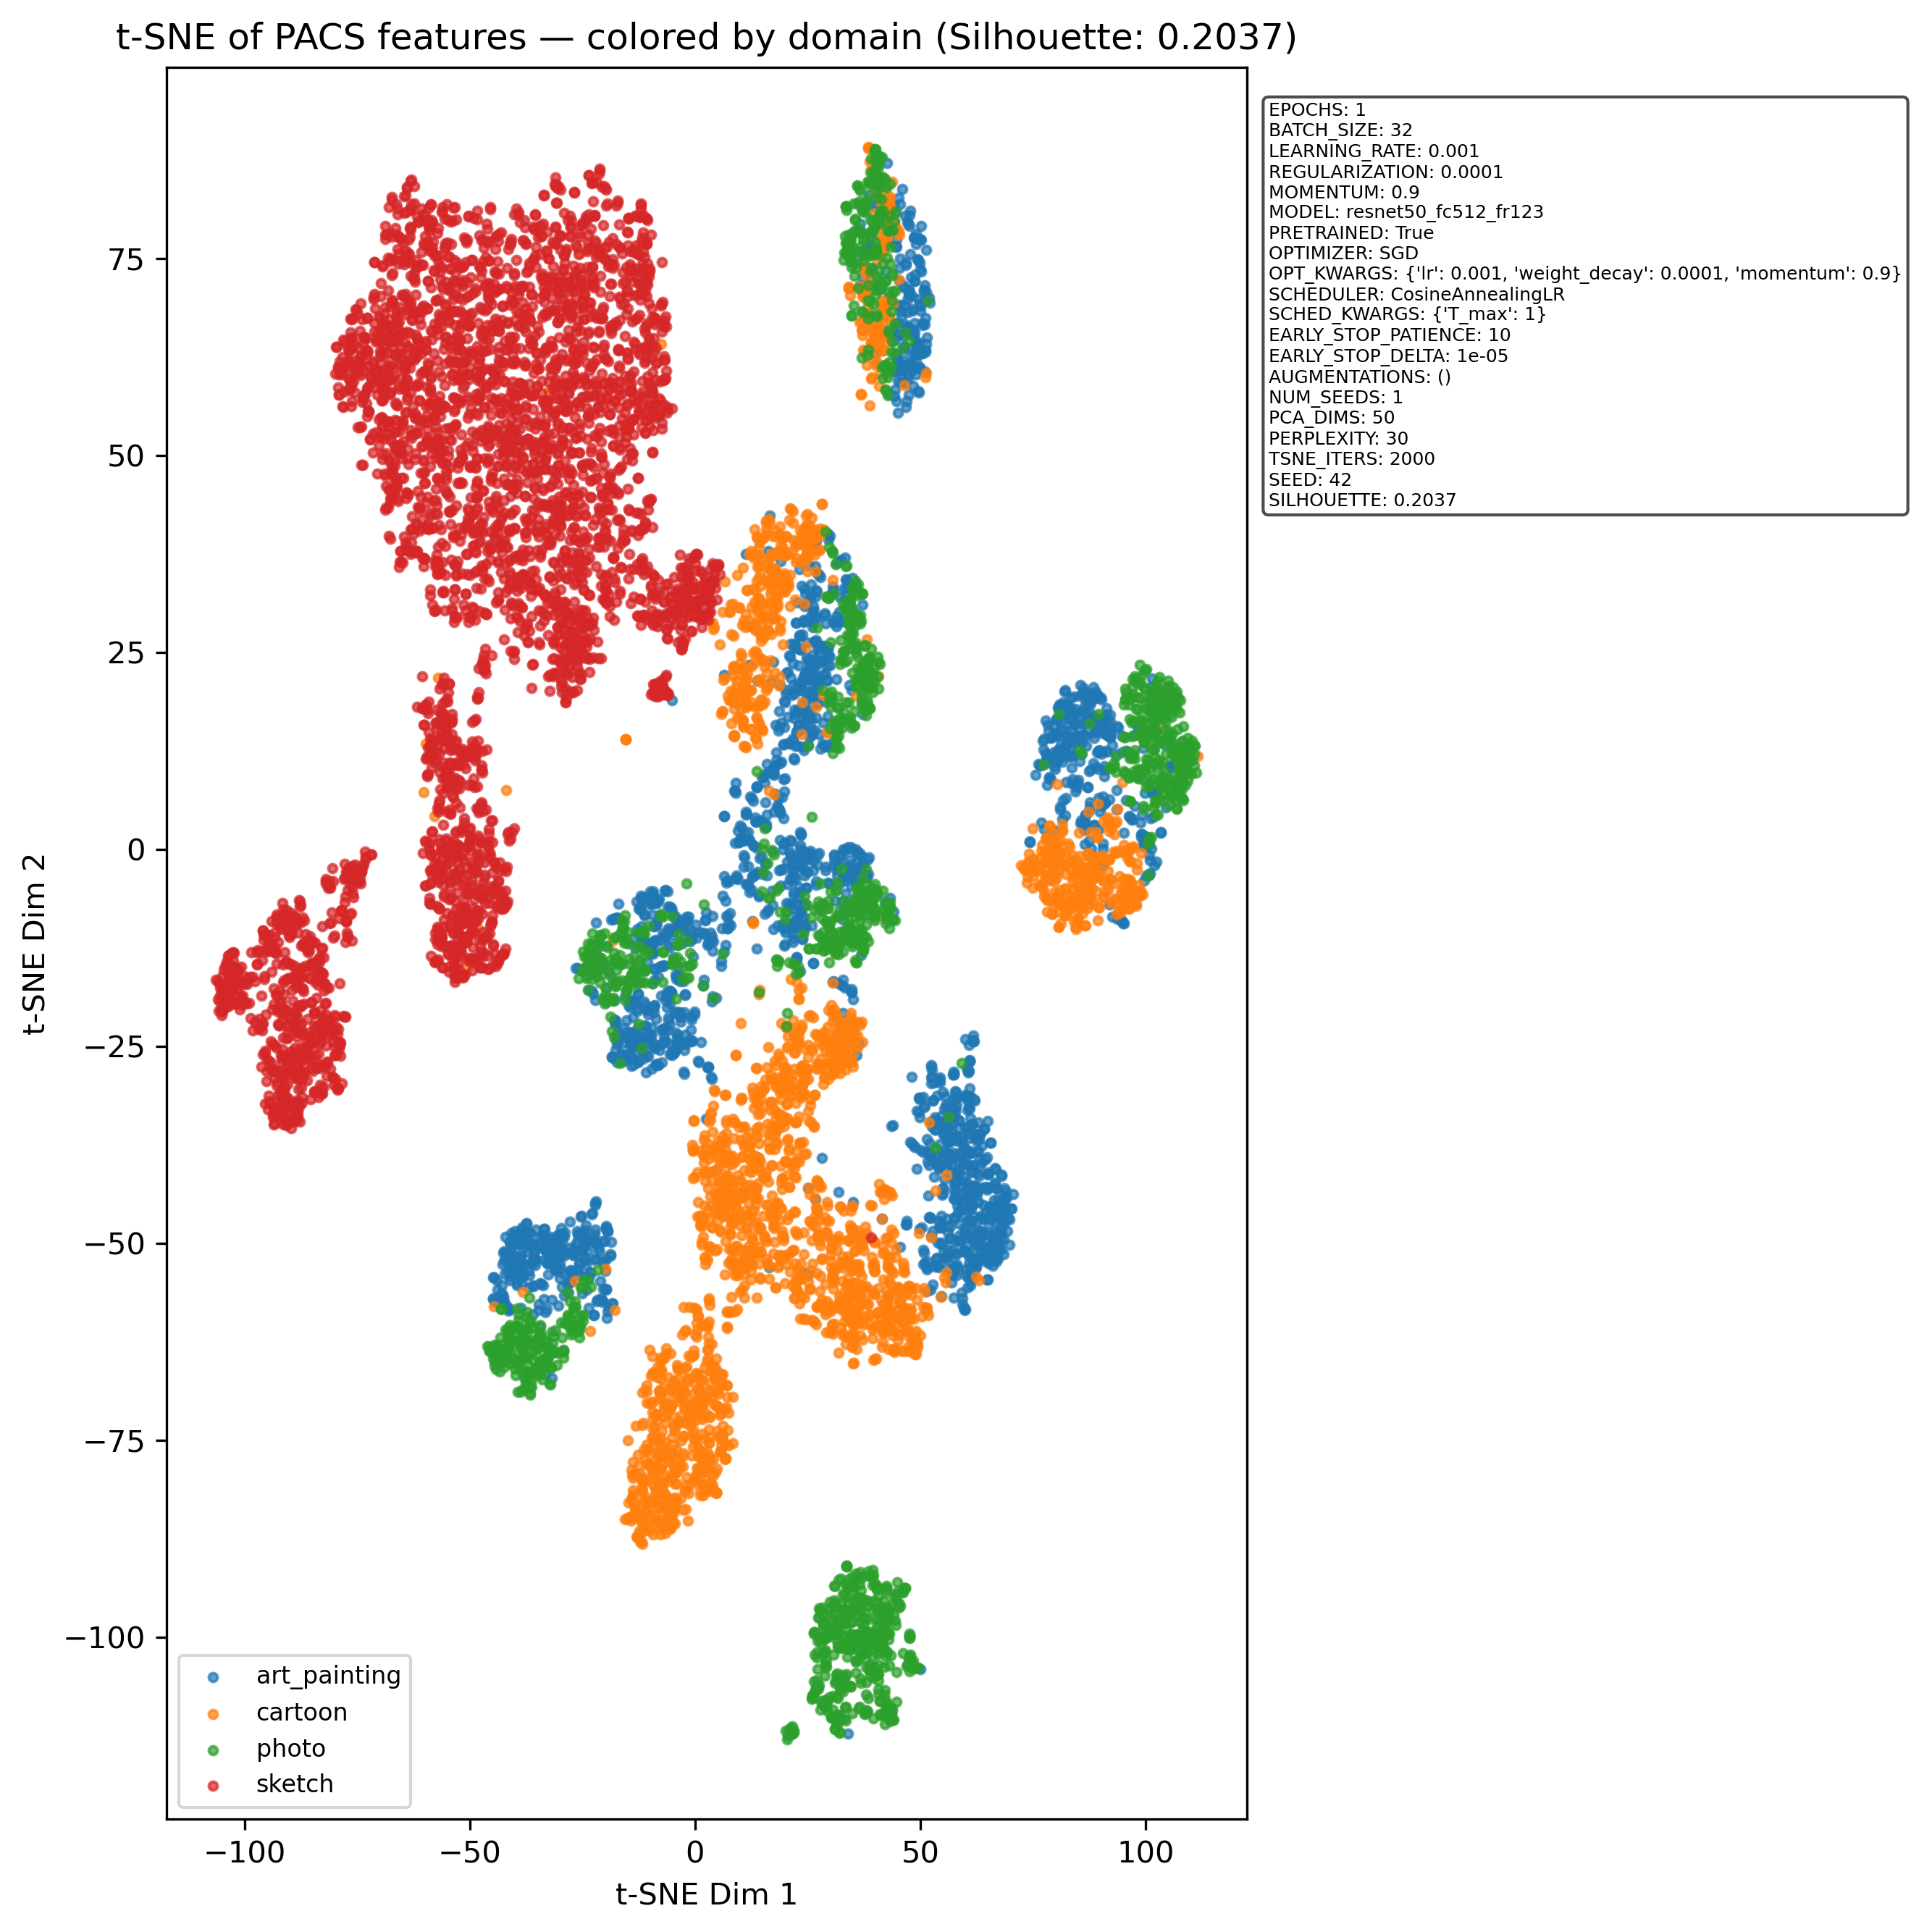 t-SNE of PACS features — colored by domain (Silhouette: 0.2037)
EPOCHS: 1
BATCH_SIZE: 32
LEARNING_RATE: 0.001
REGULARIZATION: 0.0001
MOMENTUM: 0.9
MODEL: resnet50_fc512_fr123
PRETRAINED: True
OPTIMIZER: SGD
OPT_KWARGS: {'lr': 0.001, 'weight_decay': 0.0001, 'momentum': 0.9}
SCHEDULER: CosineAnnealingLR
SCHED_KWARGS: {'T_max': 1}
EARLY_STOP_PATIENCE: 10
EARLY_STOP_DELTA: 1e-05
AUGMENTATIONS: ()
NUM_SEEDS: 1
PCA_DIMS: 50
PERPLEXITY: 30
TSNE_ITERS: 2000
SEED: 42
SILHOUETTE: 0.2037
75
50
25
0
−25
−50
−75
−100
t-SNE Dim 2
art_painting
cartoon
photo
sketch
−100
−50
0
50
100
t-SNE Dim 1